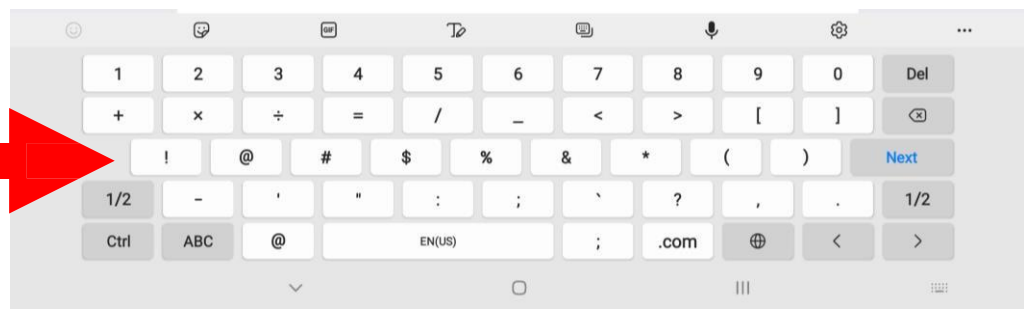 GIF
1 2 3 4 5 6 7 8 9 0 Del
+ × ÷ = / _ < > [ ]
! @ # $ % & * ( ) Next
1/2 - ' " : ; ` ? , . 1/2
Ctrl ABC @ EN(US) ; .com < >